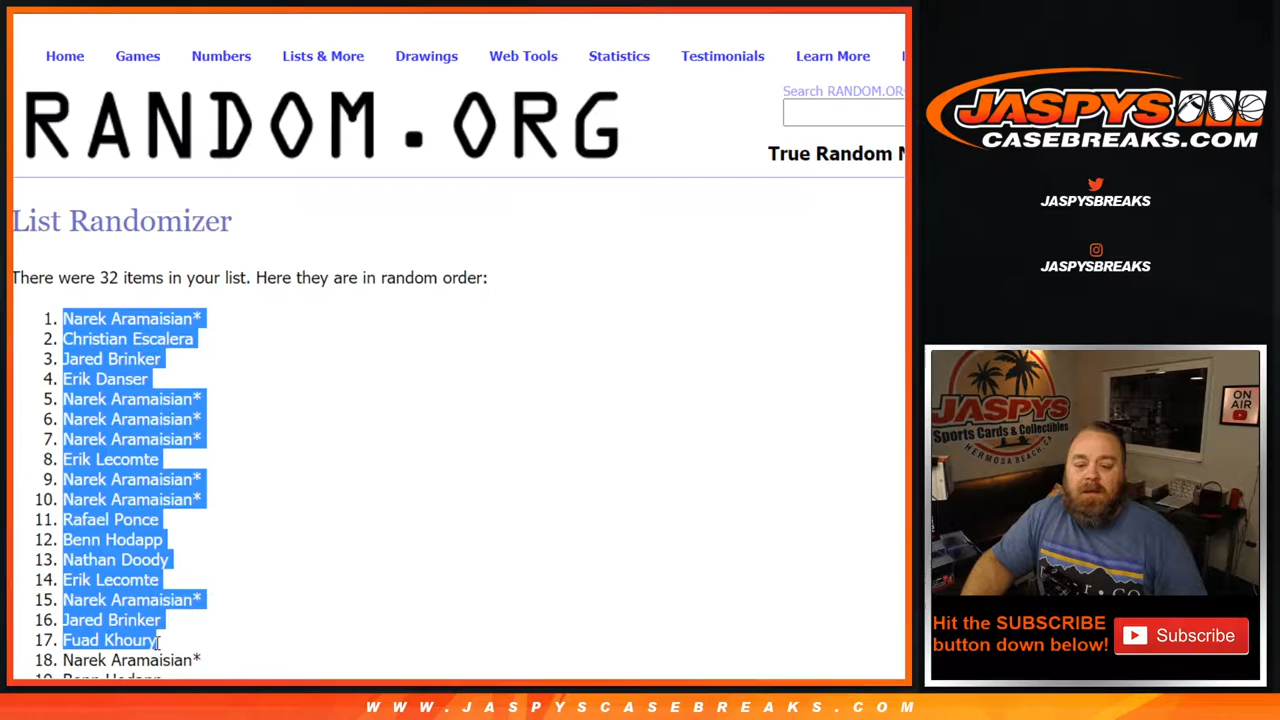 Home Games Numbers Lists & More Drawings Web Tools Statistics Testimonials Learn More
Search RANDOM.OR
RANDOM.ORG
True Random N
List Randomizer
There were 32 items in your list. Here they are in random order:
1. Narek Aramaisian*
2. Christian Escalera
3. Jared Brinker
4. Erik Danser
5. Narek Aramaisian*
6. Narek Aramaisian*
7. Narek Aramaisian*
8. Erik Lecomte
9. Narek Aramaisian*
10. Narek Aramaisian*
11. Rafael Ponce
12. Benn Hodapp
13. Nathan Doody
14. Erik Lecomte
15. Narek Aramaisian*
16. Jared Brinker
17. Fuad Khoury
18. Narek Aramaisian*
19. Benn Hodapp
JASPYS
CASEBREAKS.COM
JASPYSBREAKS
JASPYSBREAKS
JASPYS
Sports Cards & Collectibles
HERMOSA BEACH, CA
ON
AIR
Hit the SUBSCRIBE
button down below!
Subscribe
WWW.JASPYSCASEBREAKS.COM